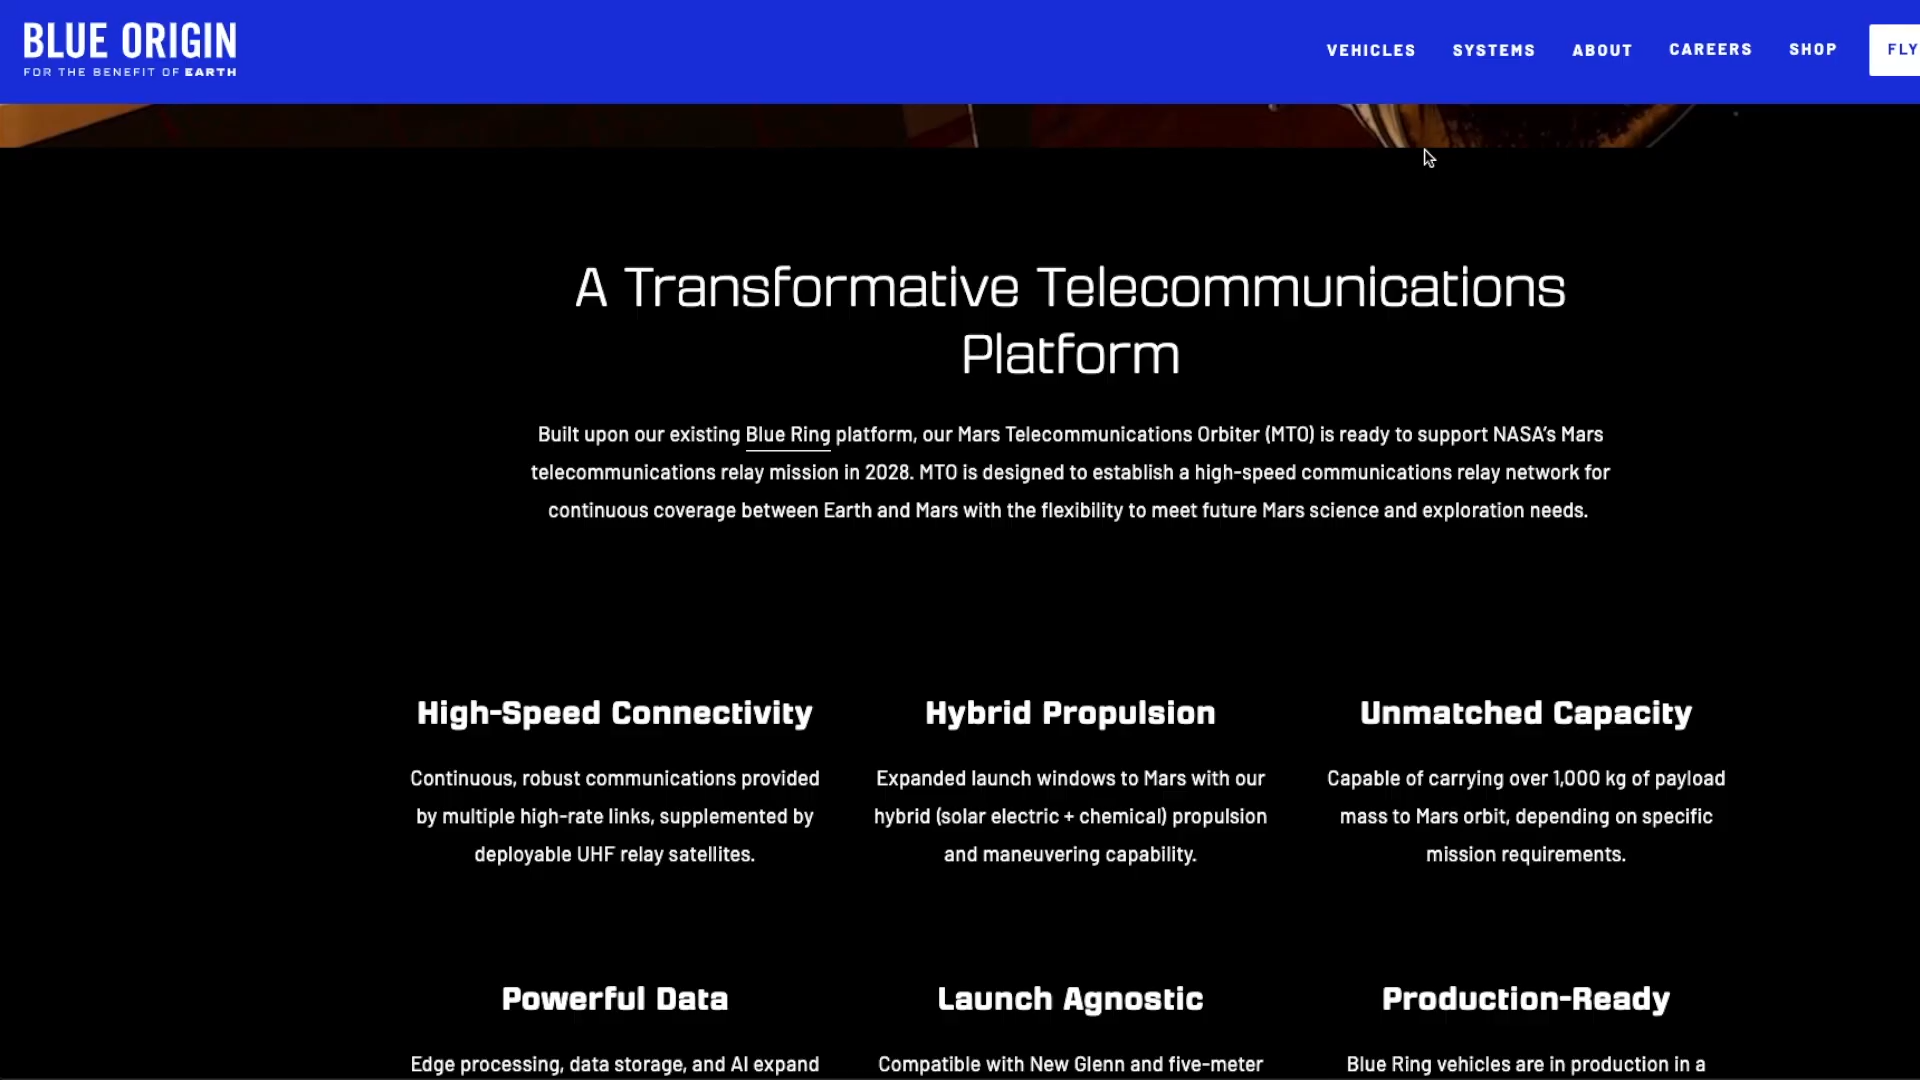 BLUE ORIGIN
FOR THE BENEFIT OF EARTH
VEHICLES SYSTEMS ABOUT CAREERS SHOP FLY
A Transformative Telecommunications
Platform
Built upon our existing Blue Ring platform, our Mars Telecommunications Orbiter (MTO) is ready to support NASA’s Mars
telecommunications relay mission in 2028. MTO is designed to establish a high-speed communications relay network for
continuous coverage between Earth and Mars with the flexibility to meet future Mars science and exploration needs.
High-Speed Connectivity
Continuous, robust communications provided
by multiple high-rate links, supplemented by
deployable UHF relay satellites.
Hybrid Propulsion
Expanded launch windows to Mars with our
hybrid (solar electric + chemical) propulsion
and maneuvering capability.
Unmatched Capacity
Capable of carrying over 1,000 kg of payload
mass to Mars orbit, depending on specific
mission requirements.
Powerful Data
Edge processing, data storage, and AI expand
Launch Agnostic
Compatible with New Glenn and five-meter
Production-Ready
Blue Ring vehicles are in production in a